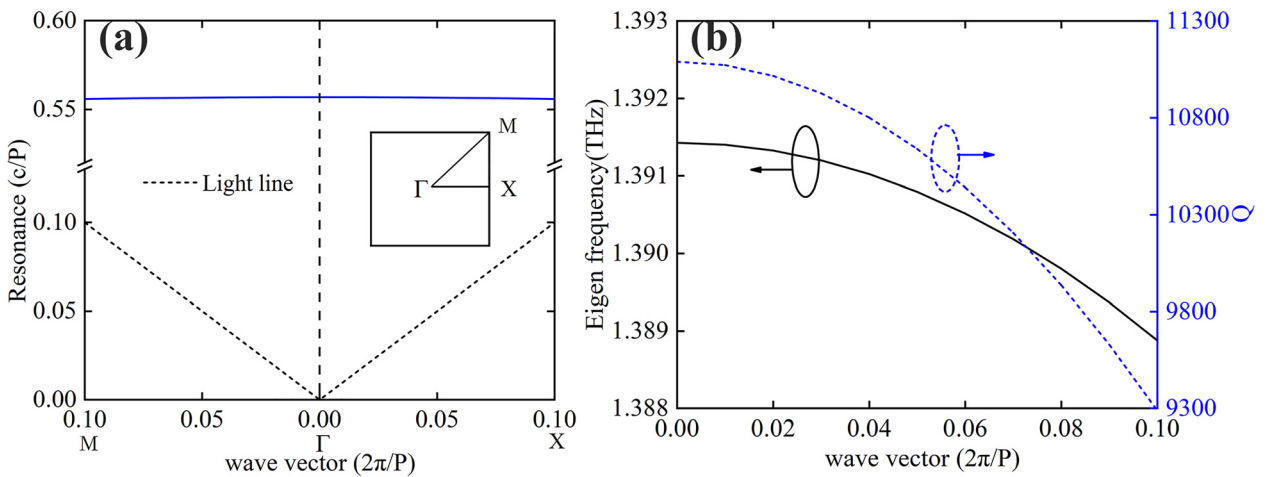 (a)
0.60
0.55
0.10
0.05
0.00
Resonance (c/P)
Light line
M
Γ
X
0.10
0.05
0.00
0.05
0.10
M
Γ
X
wave vector (2π/P)
(b)
1.393
1.392
1.391
1.390
1.389
1.388
Eigen frequency(THz)
11300
10800
10300
9800
9300
Q
0.00
0.02
0.04
0.06
0.08
0.10
wave vector (2π/P)